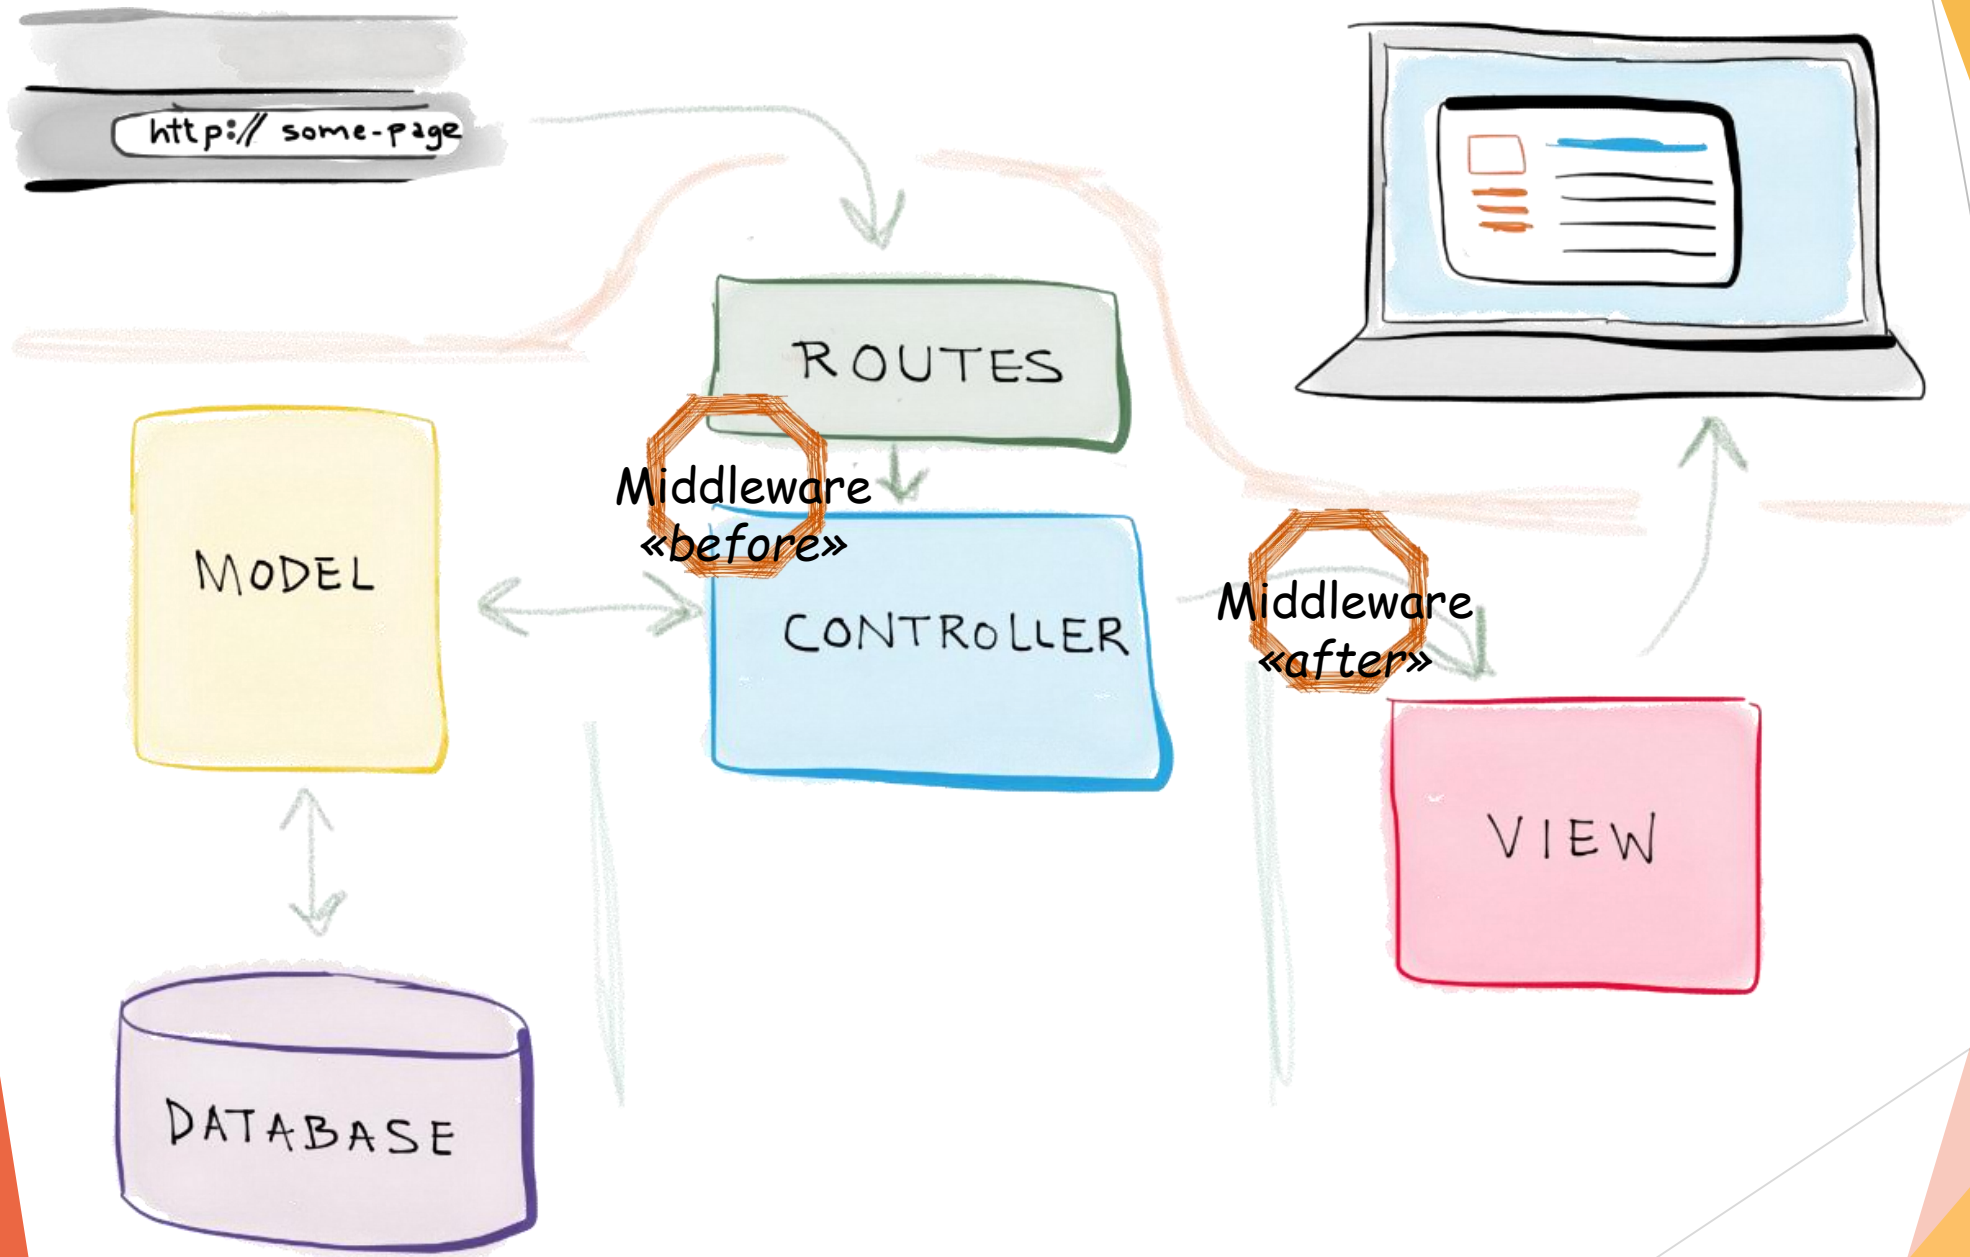 http:// some-page
ROUTES
Middleware
«before»
MODEL
CONTROLLER
Middleware
«after»
VIEW
DATABASE